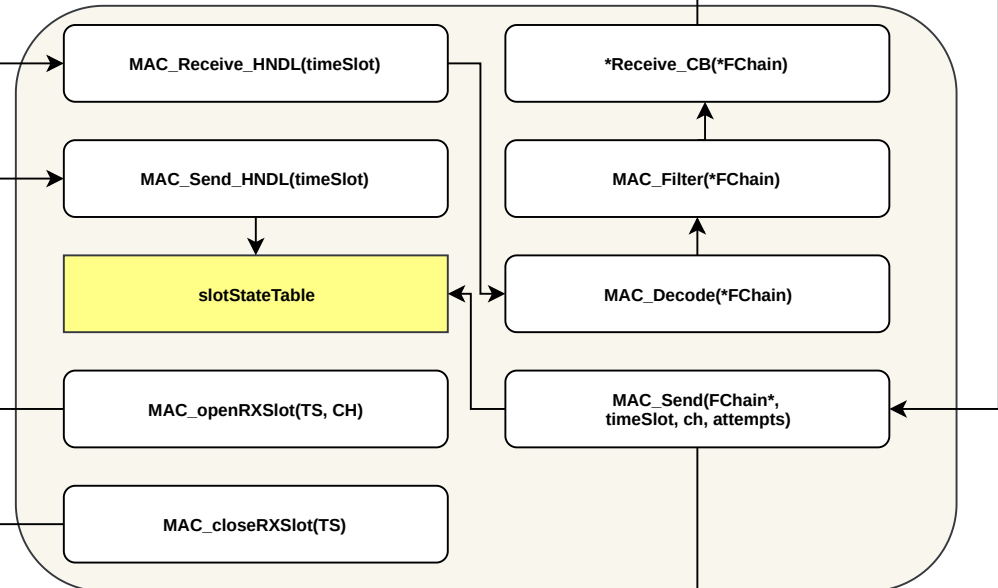 MAC_Receive_HNDL(timeSlot)
*Receive_CB(*FChain)
MAC_Send_HNDL(timeSlot)
MAC_Filter(*FChain)
slotStateTable
MAC_Decode(*FChain)
MAC_openRXSlot(TS, CH)
MAC_Send(FChain*,
timeSlot, ch, attempts)
MAC_closeRXSlot(TS)